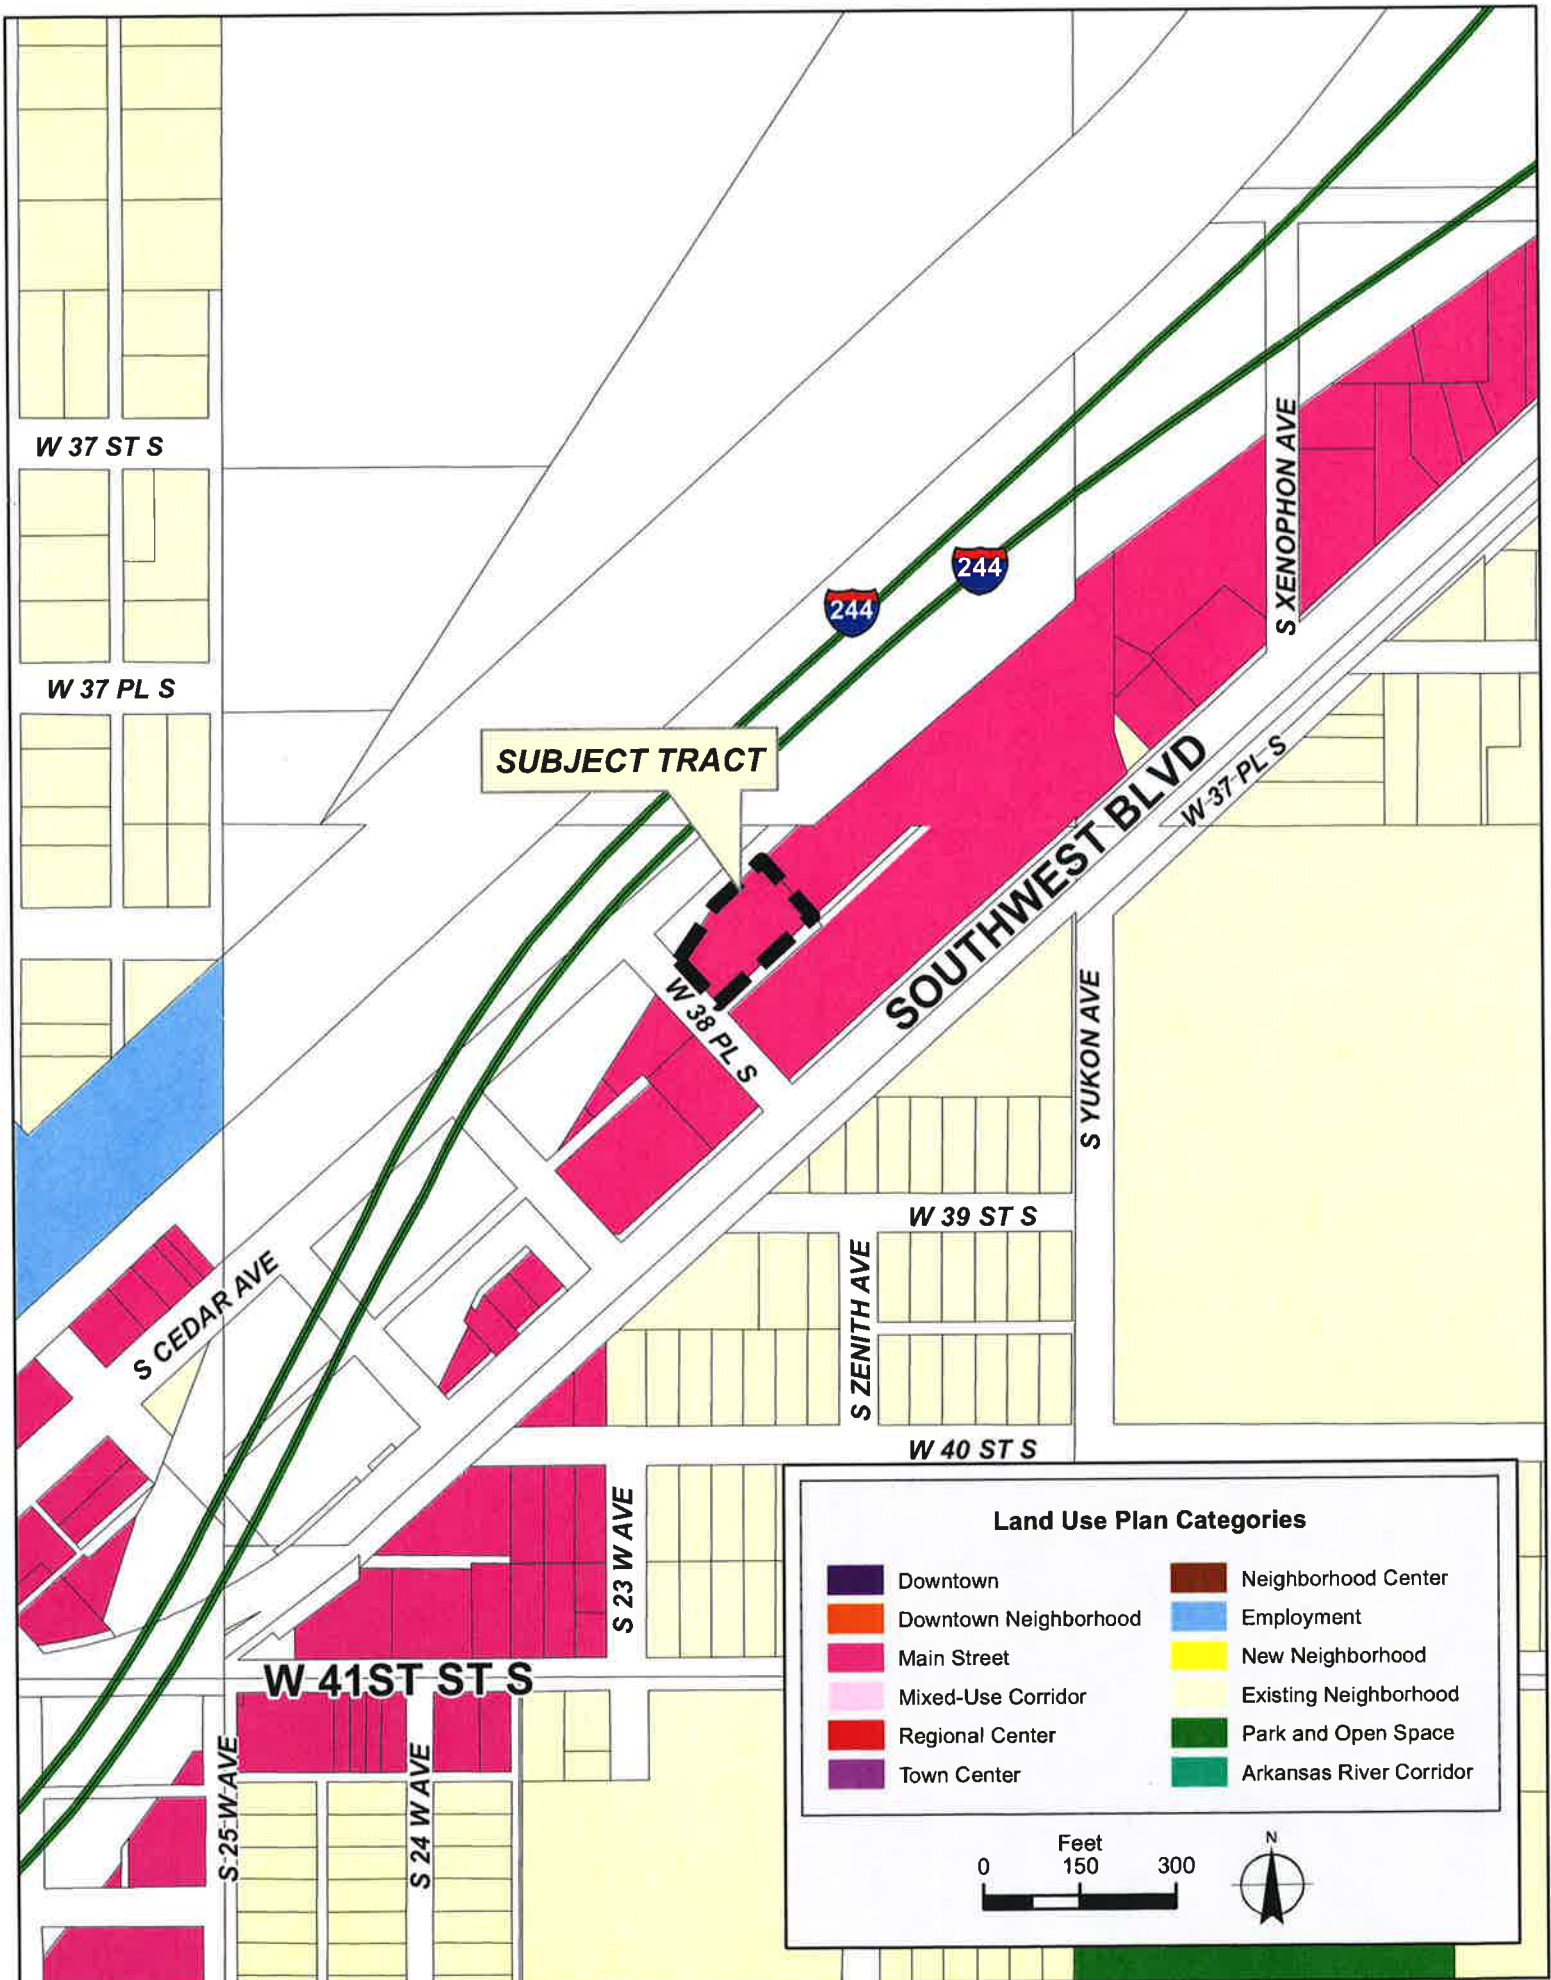 W 37 ST S
S XENOPHON AVE
244
244
W 37 PL S
SUBJECT TRACT
SOUTHWEST BLVD
W 37 PL S
W 38 PL S
S YUKON AVE
W 39 ST S
S CEDAR AVE
S ZENITH AVE
W 40 ST S
S 23 W AVE
W 41ST ST S
S 25 W AVE
S 24 W AVE
Land Use Plan Categories
Downtown
Downtown Neighborhood
Main Street
Mixed-Use Corridor
Regional Center
Town Center
Neighborhood Center
Employment
New Neighborhood
Existing Neighborhood
Park and Open Space
Arkansas River Corridor
Feet
0 150 300
N